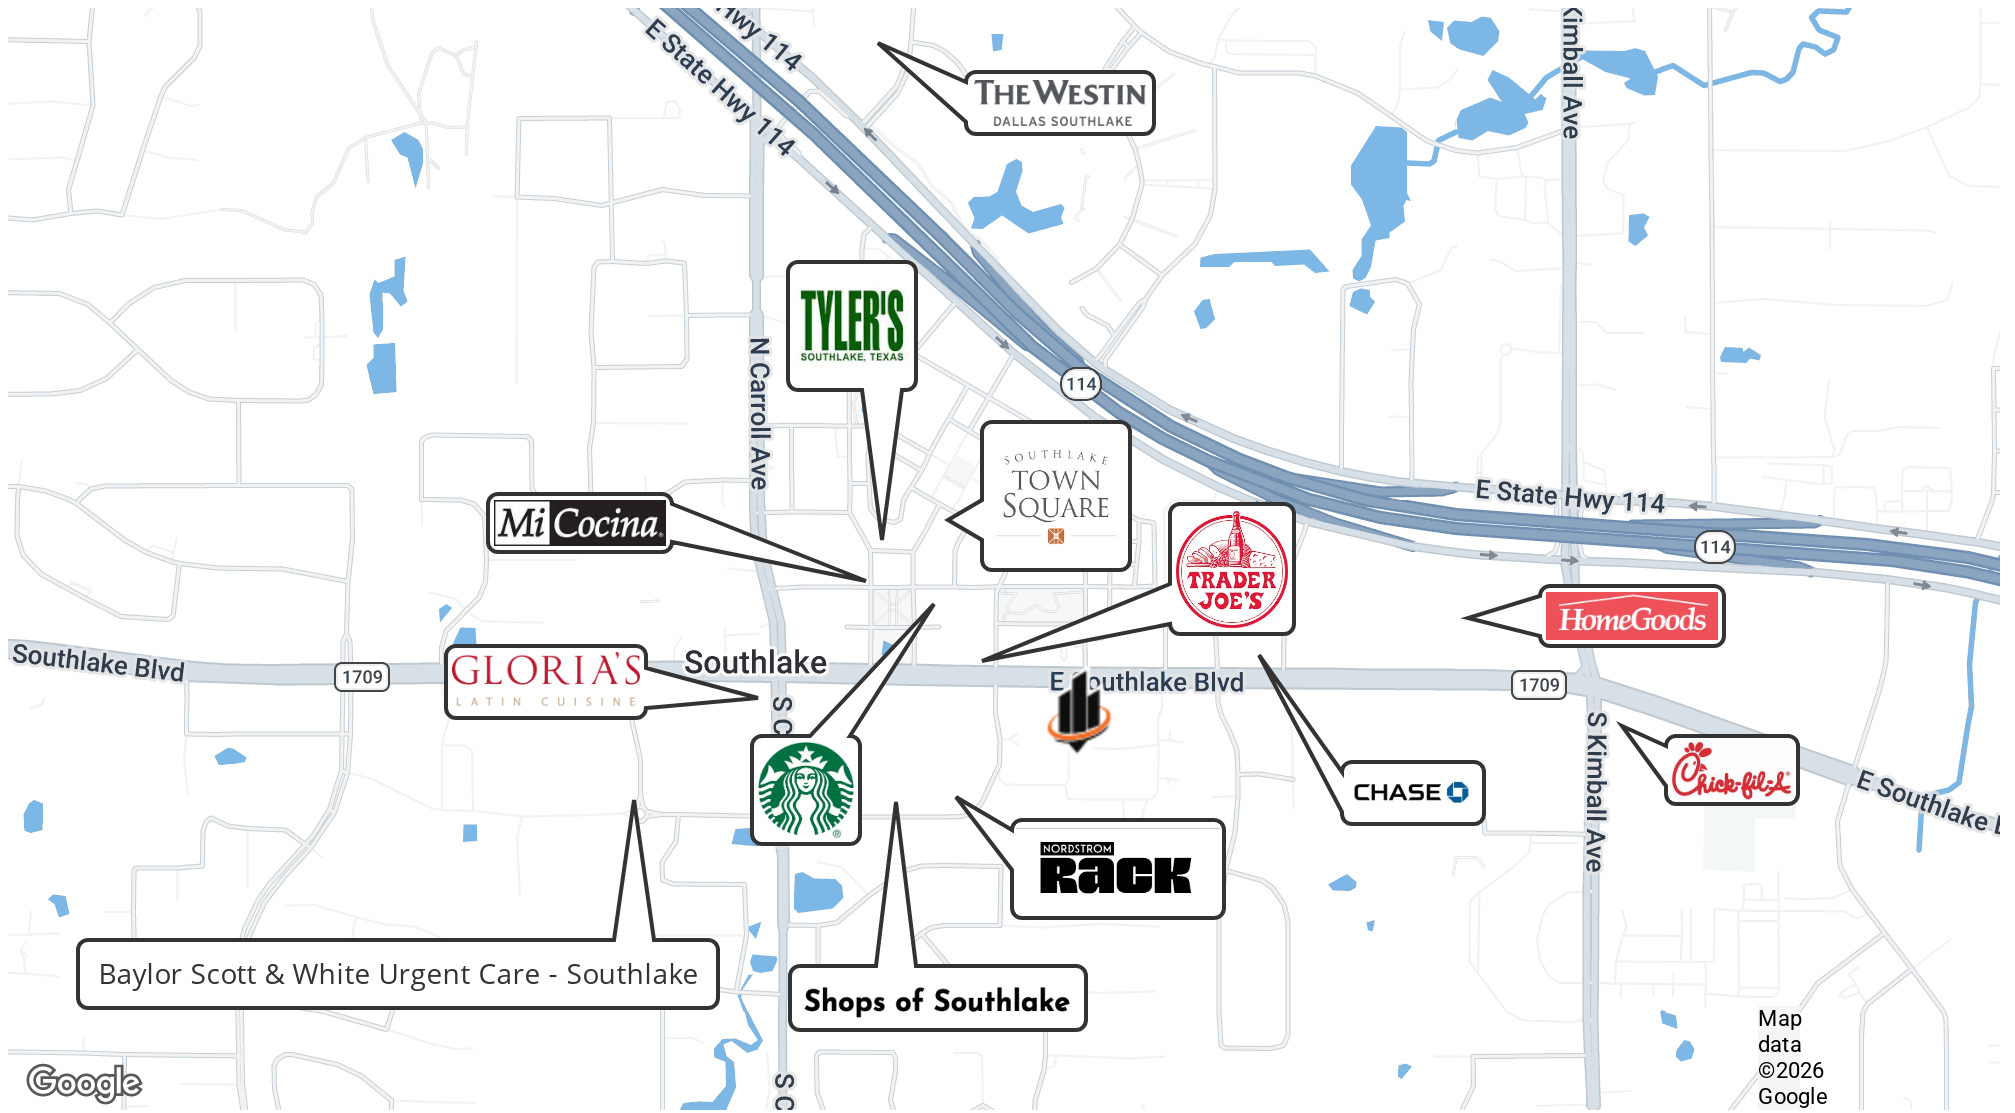 Hwy 114
E State Hwy 114
Kimball Ave
THE WESTIN
DALLAS SOUTHLAKE
TYLER'S
SOUTHLAKE, TEXAS
N Carroll Ave
114
SOUTHLAKE
TOWN
SQUARE
Mi Cocina
E State Hwy 114
114
TRADER
JOE'S
HomeGoods
Southlake Blvd
1709
GLORIA'S
LATIN CUISINE
Southlake
E Southlake Blvd
1709
S C
S Kimball Ave
CHASE
Chick-fil-A
E Southlake B
NORDSTROM
rack
Baylor Scott & White Urgent Care - Southlake
Shops of Southlake
S C
Google
Map
data
©2026
Google